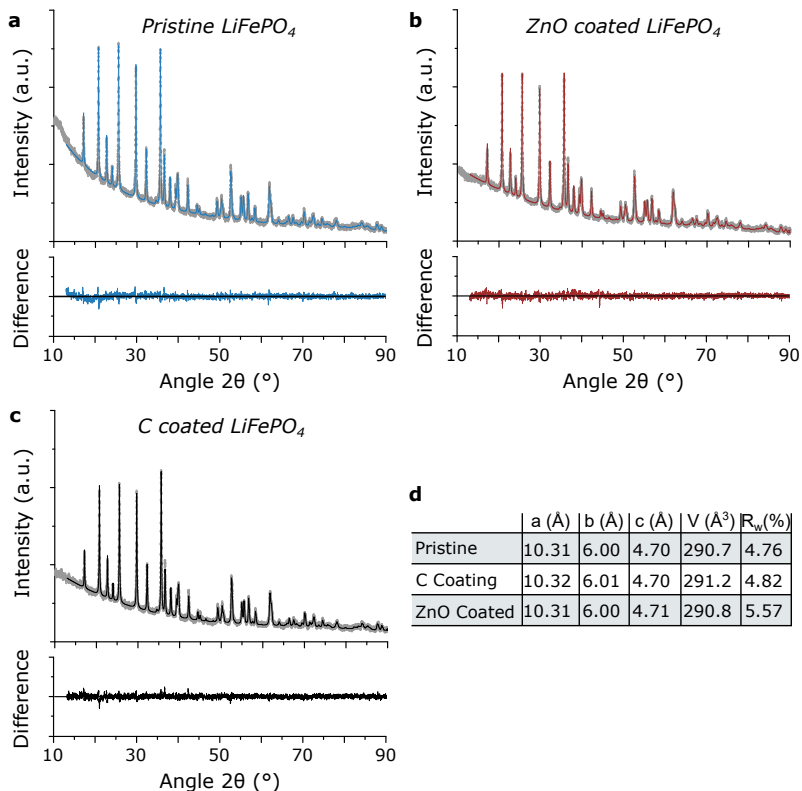 a
Pristine LiFePO4
Intensity (a.u.)
Difference
10 30 50 70 90
Angle 2θ (°)
b
ZnO coated LiFePO4
Intensity (a.u.)
Difference
10 30 50 70 90
Angle 2θ (°)
c
C coated LiFePO4
Intensity (a.u.)
Difference
10 30 50 70 90
Angle 2θ (°)
d
a (Å) b (Å) c (Å) V (Å³) Rw(%)
Pristine 10.31 6.00 4.70 290.7 4.76
C Coating 10.32 6.01 4.70 291.2 4.82
ZnO Coated 10.31 6.00 4.71 290.8 5.57